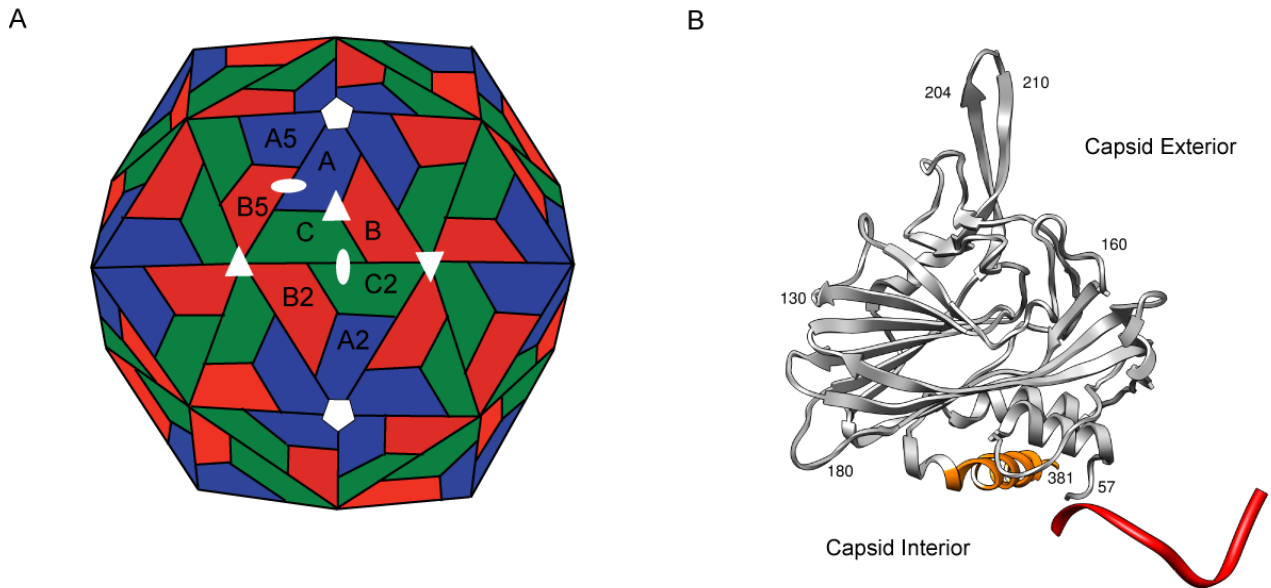 A
B
A5
A
B5
C
B
B2
C2
A2
204
210
Capsid Exterior
160
130
180
381
57
Capsid Interior